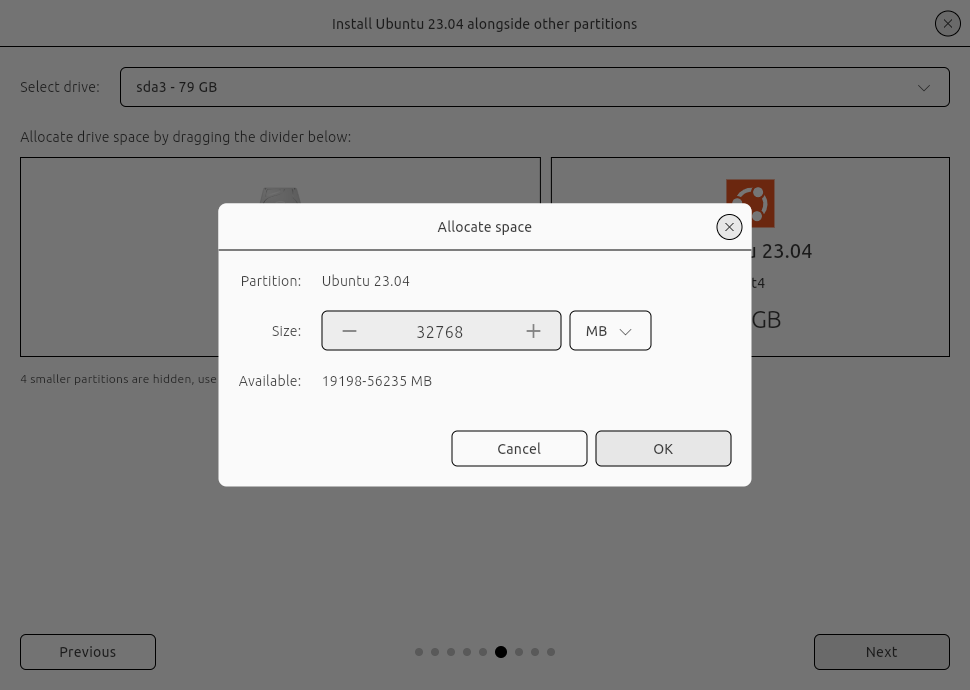 Install Ubuntu 23.04 alongside other partitions
Select drive: sda3 - 79 GB
Allocate drive space by dragging the divider below:
23.04
GB
4 smaller partitions are hidden, use
Allocate space
Partition: Ubuntu 23.04
Size: 32768 MB
Available: 19198-56235 MB
Cancel OK
Previous Next